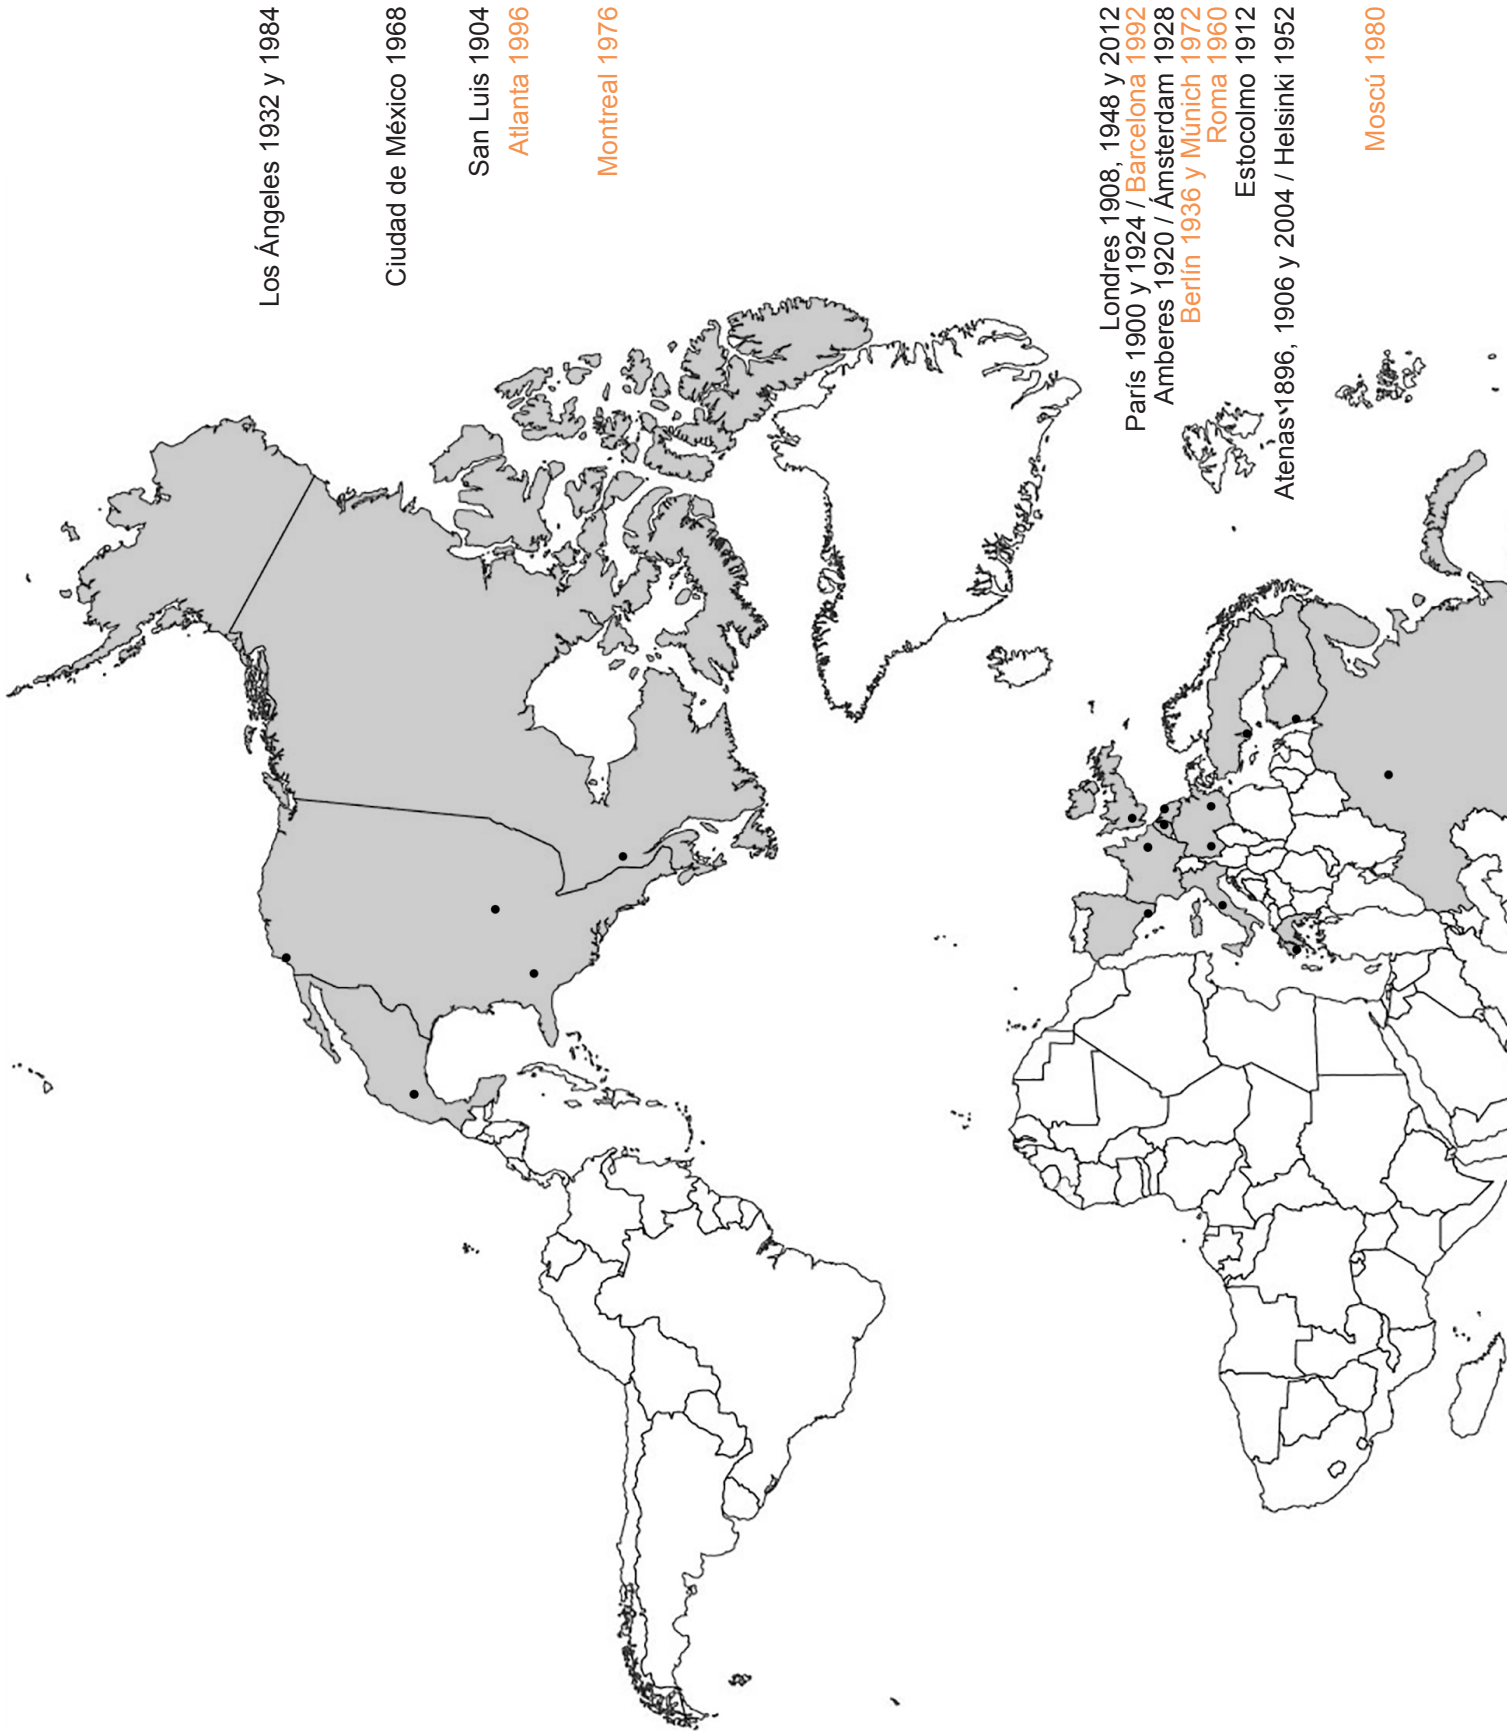 Los Ángeles 1932 y 1984
Ciudad de México 1968
San Luis 1904
Atlanta 1996
Montreal 1976
Londres 1908, 1948 y 2012
París 1900 y 1924 / Barcelona 1992
Amberes 1920 / Ámsterdam 1928
Berlín 1936 y Múnich 1972
Roma 1960
Estocolmo 1912
Atenas 1896, 1906 y 2004 / Helsinki 1952
Moscú 1980